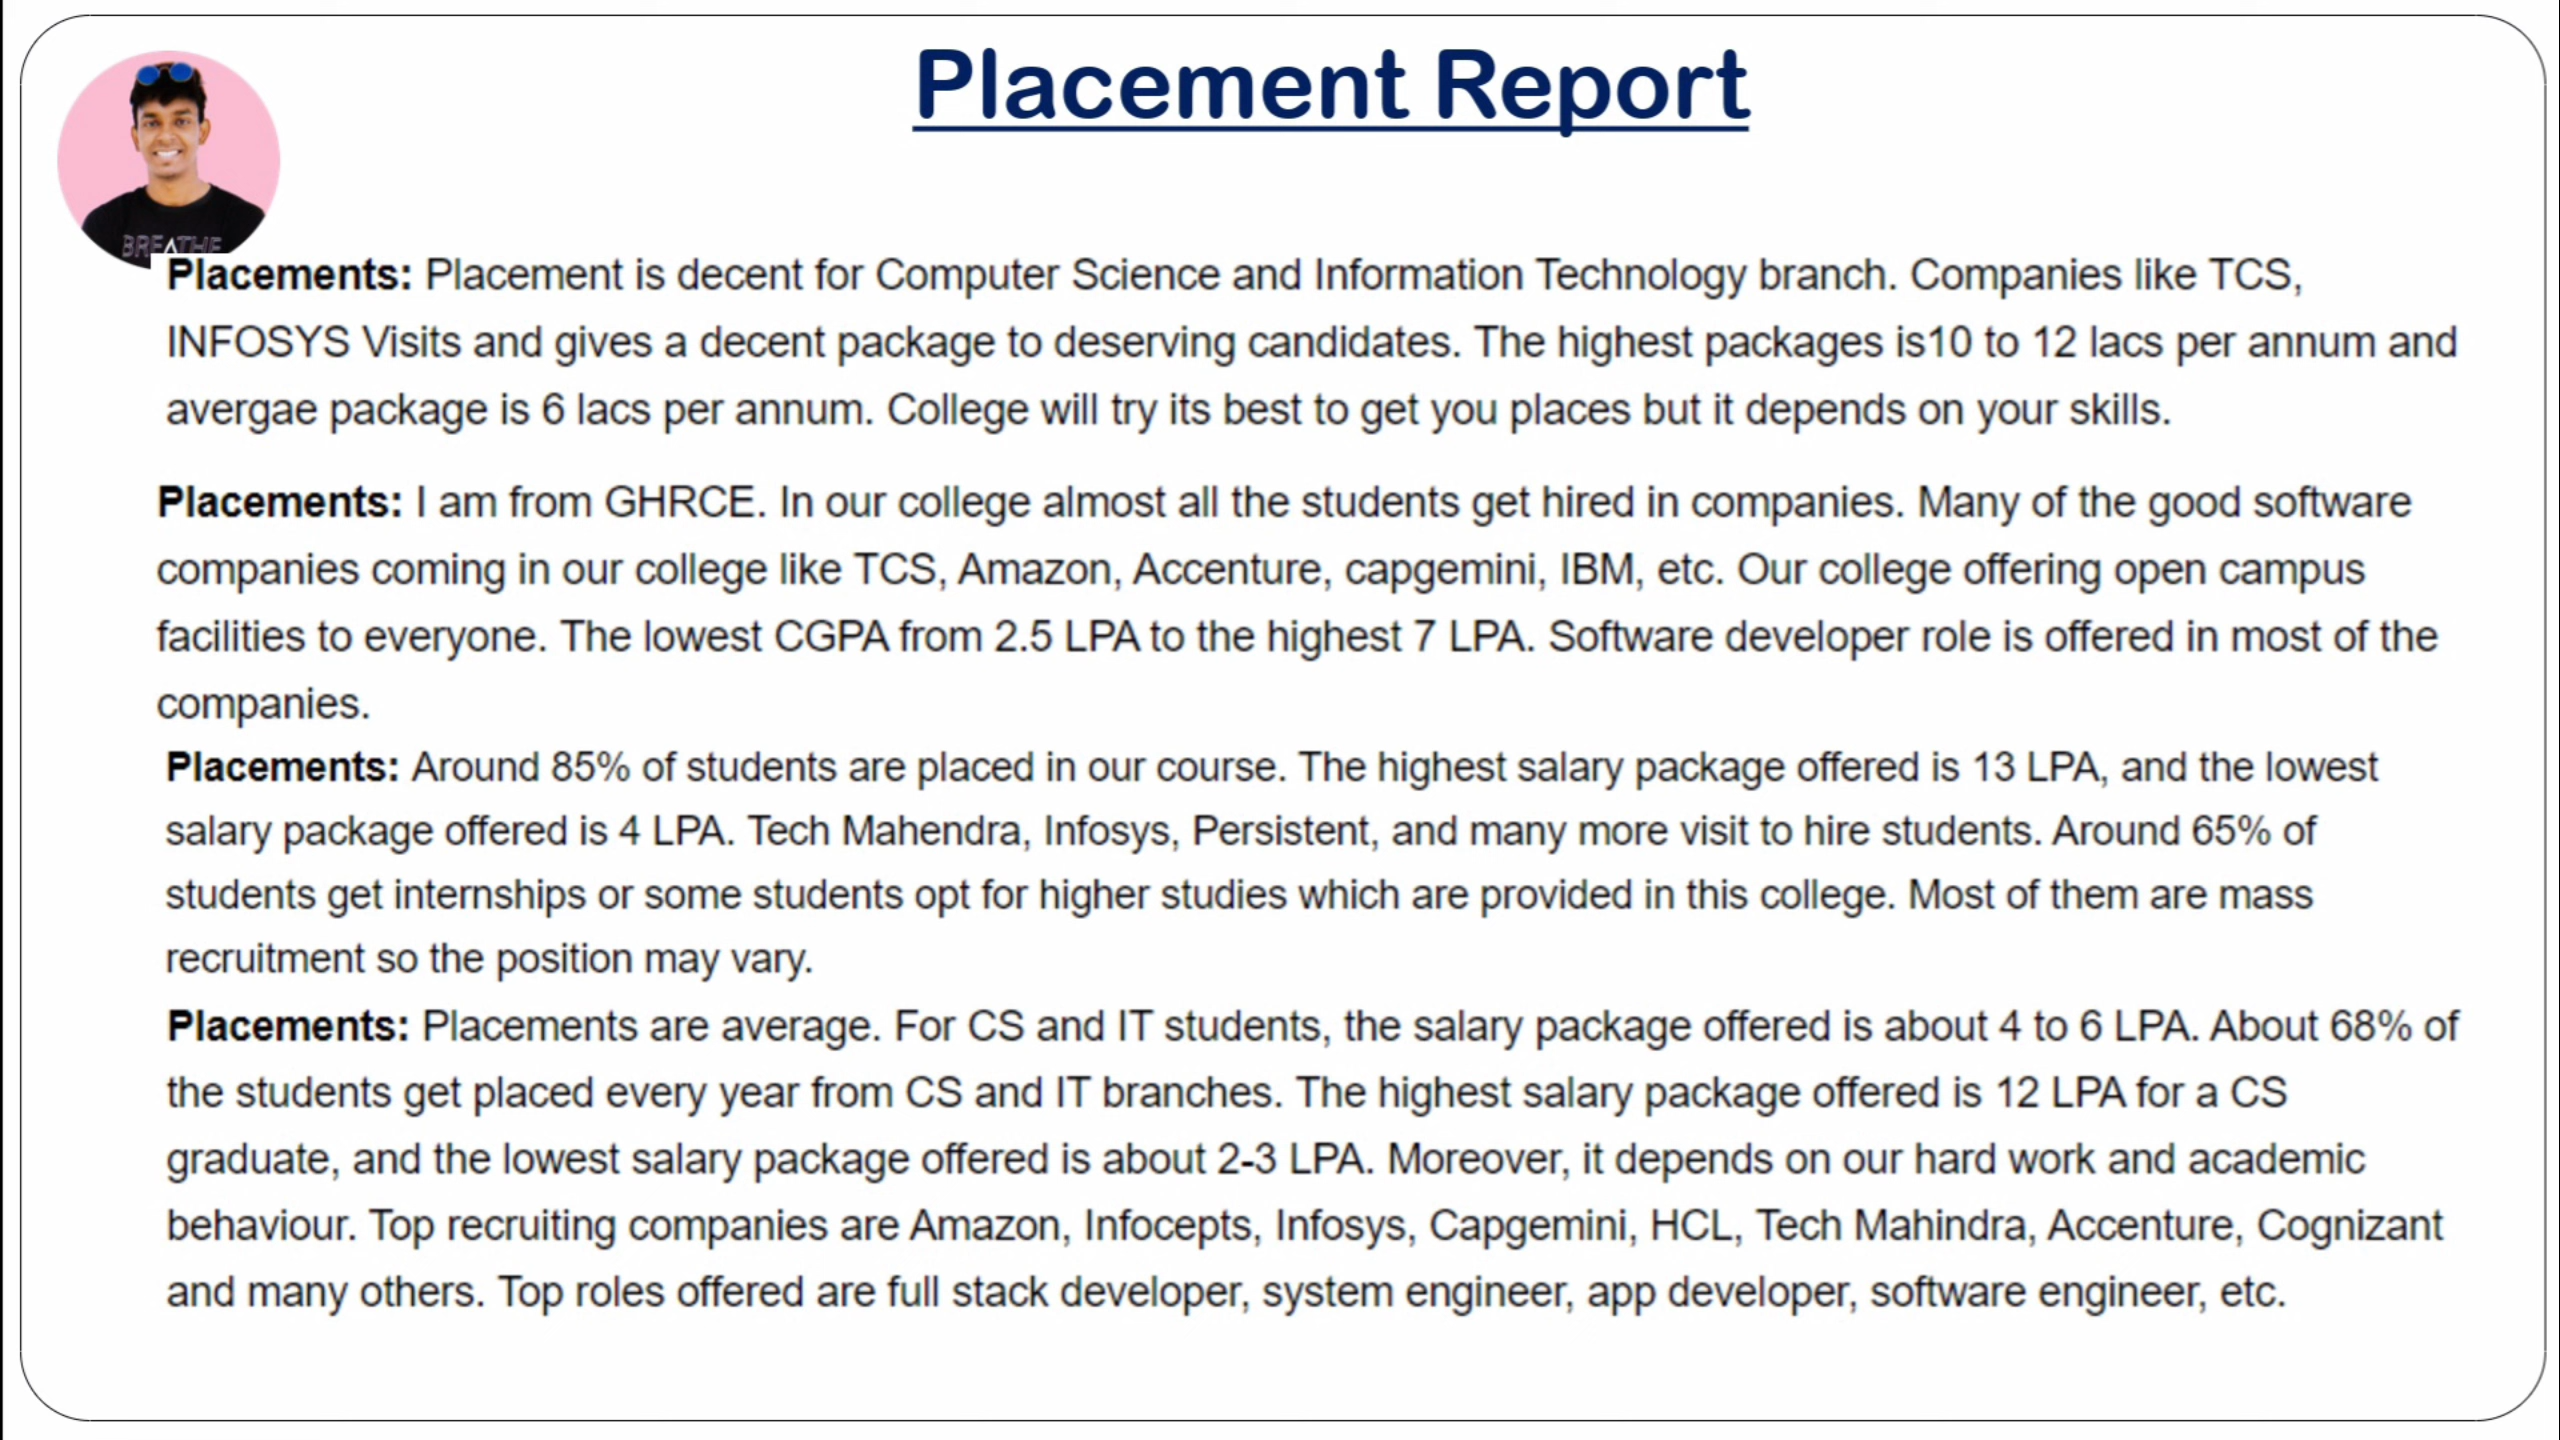 Placement Report
BREATHE
Placements: Placement is decent for Computer Science and Information Technology branch. Companies like TCS,
INFOSYS Visits and gives a decent package to deserving candidates. The highest packages is10 to 12 lacs per annum and
avergae package is 6 lacs per annum. College will try its best to get you places but it depends on your skills.
Placements: I am from GHRCE. In our college almost all the students get hired in companies. Many of the good software
companies coming in our college like TCS, Amazon, Accenture, capgemini, IBM, etc. Our college offering open campus
facilities to everyone. The lowest CGPA from 2.5 LPA to the highest 7 LPA. Software developer role is offered in most of the
companies.
Placements: Around 85% of students are placed in our course. The highest salary package offered is 13 LPA, and the lowest
salary package offered is 4 LPA. Tech Mahendra, Infosys, Persistent, and many more visit to hire students. Around 65% of
students get internships or some students opt for higher studies which are provided in this college. Most of them are mass
recruitment so the position may vary.
Placements: Placements are average. For CS and IT students, the salary package offered is about 4 to 6 LPA. About 68% of
the students get placed every year from CS and IT branches. The highest salary package offered is 12 LPA for a CS
graduate, and the lowest salary package offered is about 2-3 LPA. Moreover, it depends on our hard work and academic
behaviour. Top recruiting companies are Amazon, Infocepts, Infosys, Capgemini, HCL, Tech Mahindra, Accenture, Cognizant
and many others. Top roles offered are full stack developer, system engineer, app developer, software engineer, etc.